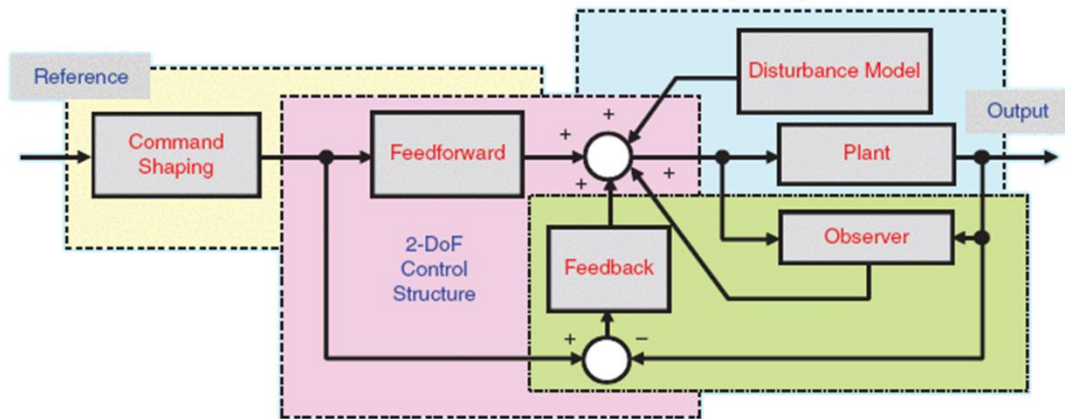 Reference
Command
Shaping
Feedforward
Disturbance Model
Plant
Output
Observer
Feedback
2-DoF
Control
Structure
+
+
+
+
+
−